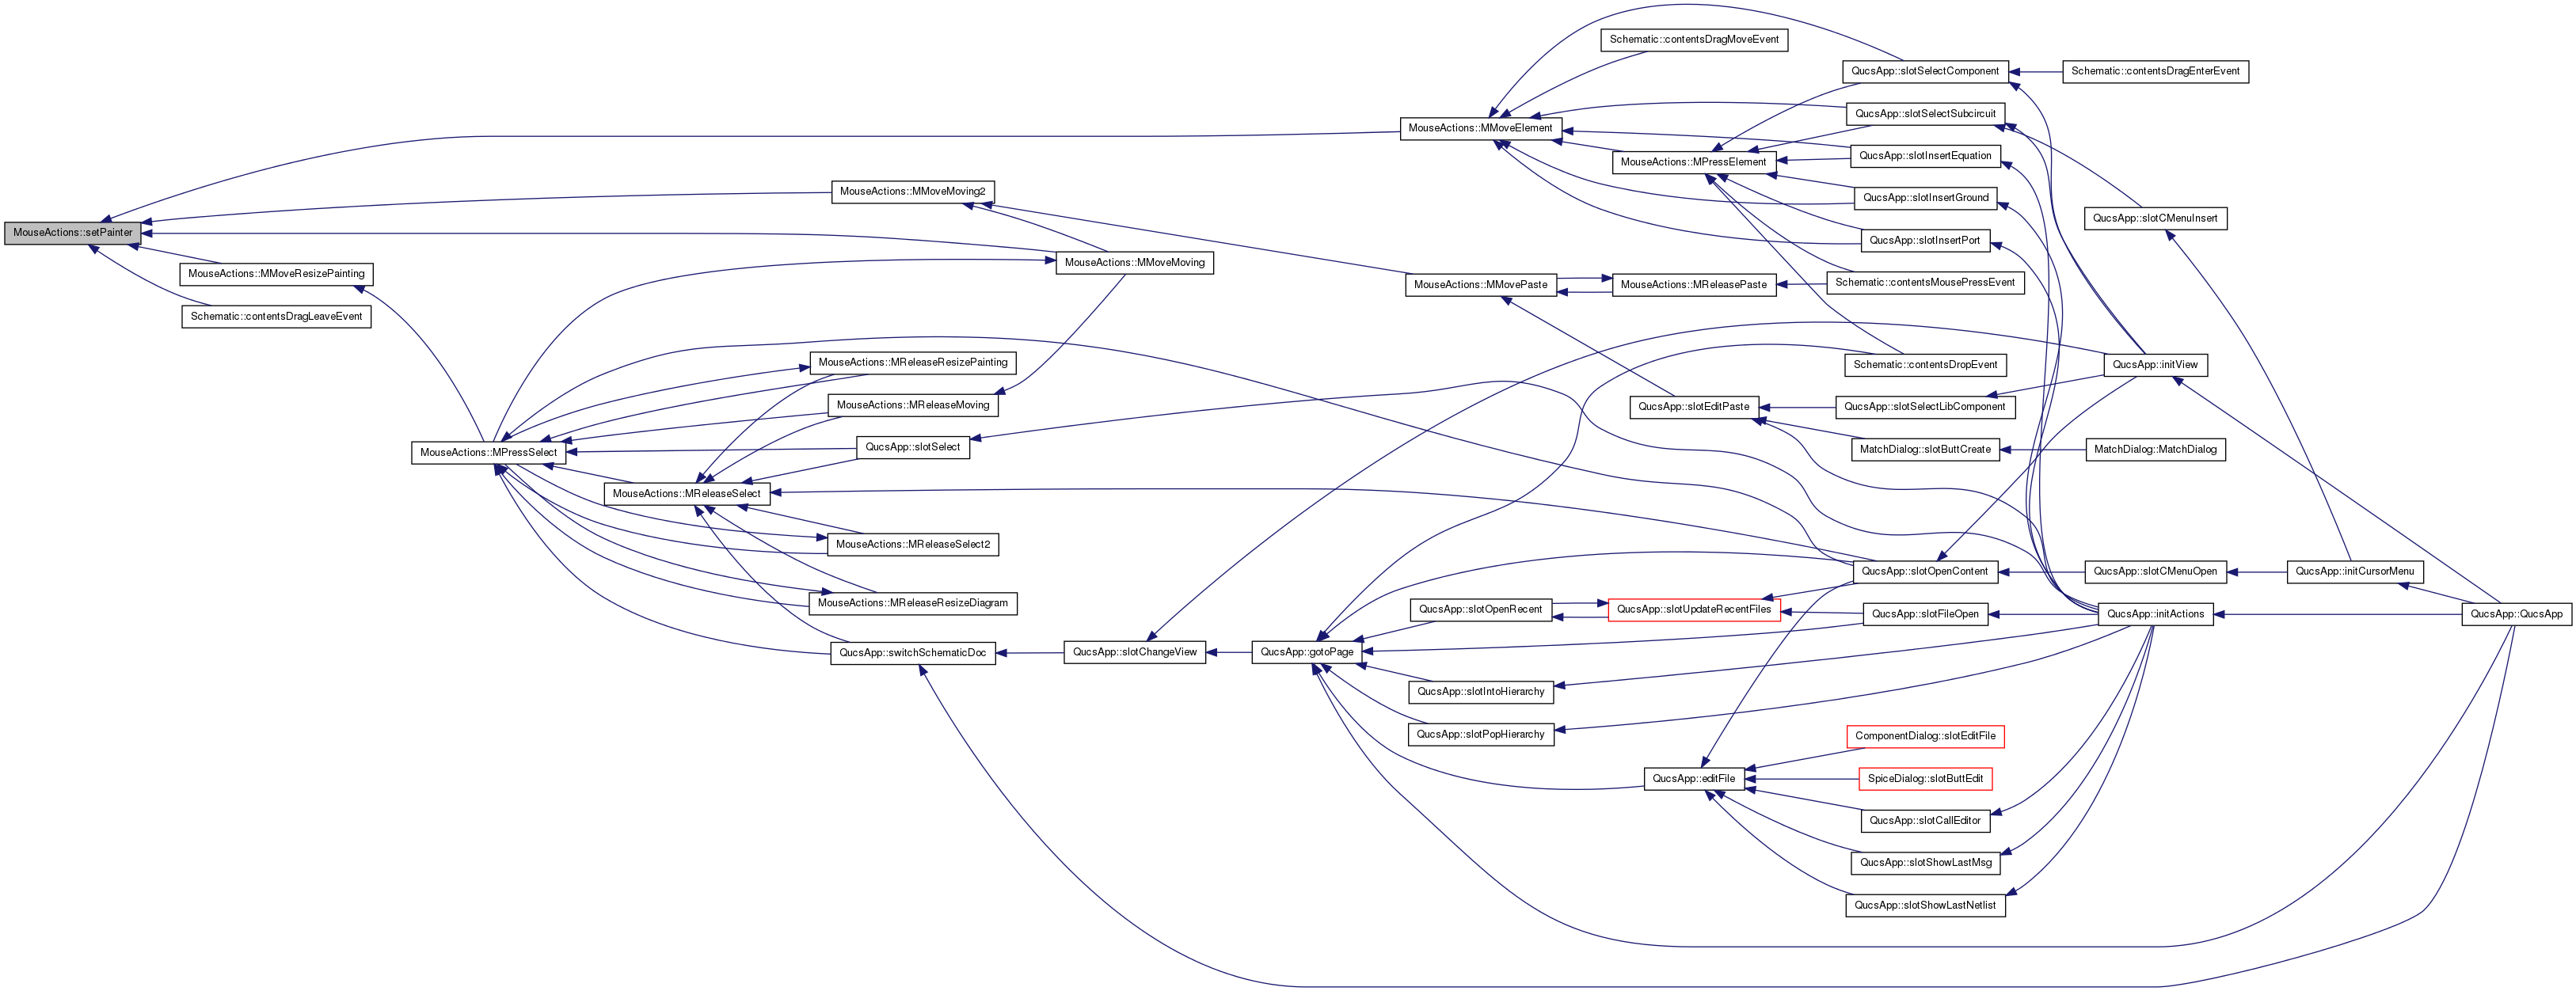 MouseActions::setPainter
MouseActions::MMoveResizePainting
Schematic::contentsDragLeaveEvent
MouseActions::MPressSelect
MouseActions::MReleaseSelect
MouseActions::MMoveMoving2
MouseActions::MReleaseResizePainting
MouseActions::MReleaseMoving
QucsApp::slotSelect
MouseActions::MReleaseSelect2
MouseActions::MReleaseResizeDiagram
QucsApp::switchSchematicDoc
MouseActions::MMoveMoving
QucsApp::slotChangeView
QucsApp::gotoPage
MouseActions::MMoveElement
MouseActions::MMovePaste
QucsApp::slotOpenRecent
QucsApp::slotIntoHierarchy
QucsApp::slotPopHierarchy
Schematic::contentsDragMoveEvent
MouseActions::MPressElement
MouseActions::MReleasePaste
QucsApp::slotEditPaste
QucsApp::slotUpdateRecentFiles
QucsApp::editFile
QucsApp::slotSelectComponent
QucsApp::slotSelectSubcircuit
QucsApp::slotInsertEquation
QucsApp::slotInsertGround
QucsApp::slotInsertPort
Schematic::contentsMousePressEvent
Schematic::contentsDropEvent
QucsApp::slotSelectLibComponent
MatchDialog::slotButtCreate
QucsApp::slotOpenContent
QucsApp::slotFileOpen
ComponentDialog::slotEditFile
SpiceDialog::slotButtEdit
QucsApp::slotCallEditor
QucsApp::slotShowLastMsg
QucsApp::slotShowLastNetlist
Schematic::contentsDragEnterEvent
QucsApp::slotCMenuInsert
QucsApp::initView
MatchDialog::MatchDialog
QucsApp::slotCMenuOpen
QucsApp::initActions
QucsApp::initCursorMenu
QucsApp::QucsApp